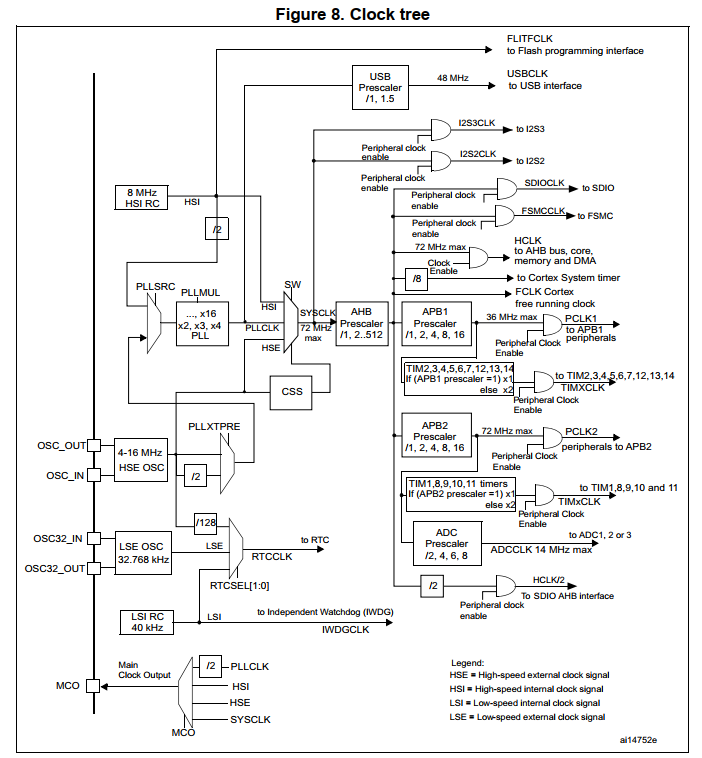 Figure 8. Clock tree
FLITFCLK
to Flash programming interface
USB
Prescaler
/1, 1.5
48 MHz
USBCLK
to USB interface
I2S3CLK
to I2S3
Peripheral clock
enable
I2S2CLK
to I2S2
Peripheral clock
enable
SDIOCLK
to SDIO
Peripheral clock
enable
FSMCCLK
to FSMC
Peripheral clock
enable
8 MHz
HSI RC
HSI
/2
72 MHz max
HCLK
to AHB bus, core,
memory and DMA
Clock
Enable
/8
to Cortex System timer
FCLK Cortex
free running clock
PLLSRC
PLLMUL
..., x16
x2, x3, x4
PLL
SW
HSI
PLLCLK
HSE
SYSCLK
72 MHz
max
AHB
Prescaler
/1, 2..512
APB1
Prescaler
/1, 2, 4, 8, 16
36 MHz max
PCLK1
to APB1
peripherals
Peripheral Clock
Enable
TIM2,3,4,5,6,7,12,13,14
If (APB1 prescaler =1) x1
else x2
to TIM2,3,4,5,6,7,12,13,14
TIMXCLK
Peripheral Clock
Enable
CSS
PLLXTPRE
OSC_OUT
OSC_IN
4-16 MHz
HSE OSC
/2
APB2
Prescaler
/1, 2, 4, 8, 16
72 MHz max
PCLK2
peripherals to APB2
Peripheral Clock
Enable
TIM1,8,9,10,11 timers
If (APB2 prescaler =1) x1
else x2
to TIM1,8,9,10 and 11
TIMxCLK
Peripheral Clock
Enable
/128
OSC32_IN
OSC32_OUT
LSE OSC
32.768 kHz
LSE
to RTC
RTCCLK
RTCSEL[1:0]
ADC
Prescaler
/2, 4, 6, 8
to ADC1, 2 or 3
ADCCLK 14 MHz max
/2
HCLK/2
To SDIO AHB interface
Peripheral clock
enable
LSI RC
40 kHz
LSI
to Independent Watchdog (IWDG)
IWDGCLK
MCO
Main
Clock Output
/2
PLLCLK
HSI
HSE
SYSCLK
MCO
Legend:
HSE = High-speed external clock signal
HSI = High-speed internal clock signal
LSI = Low-speed internal clock signal
LSE = Low-speed external clock signal
ai14752e